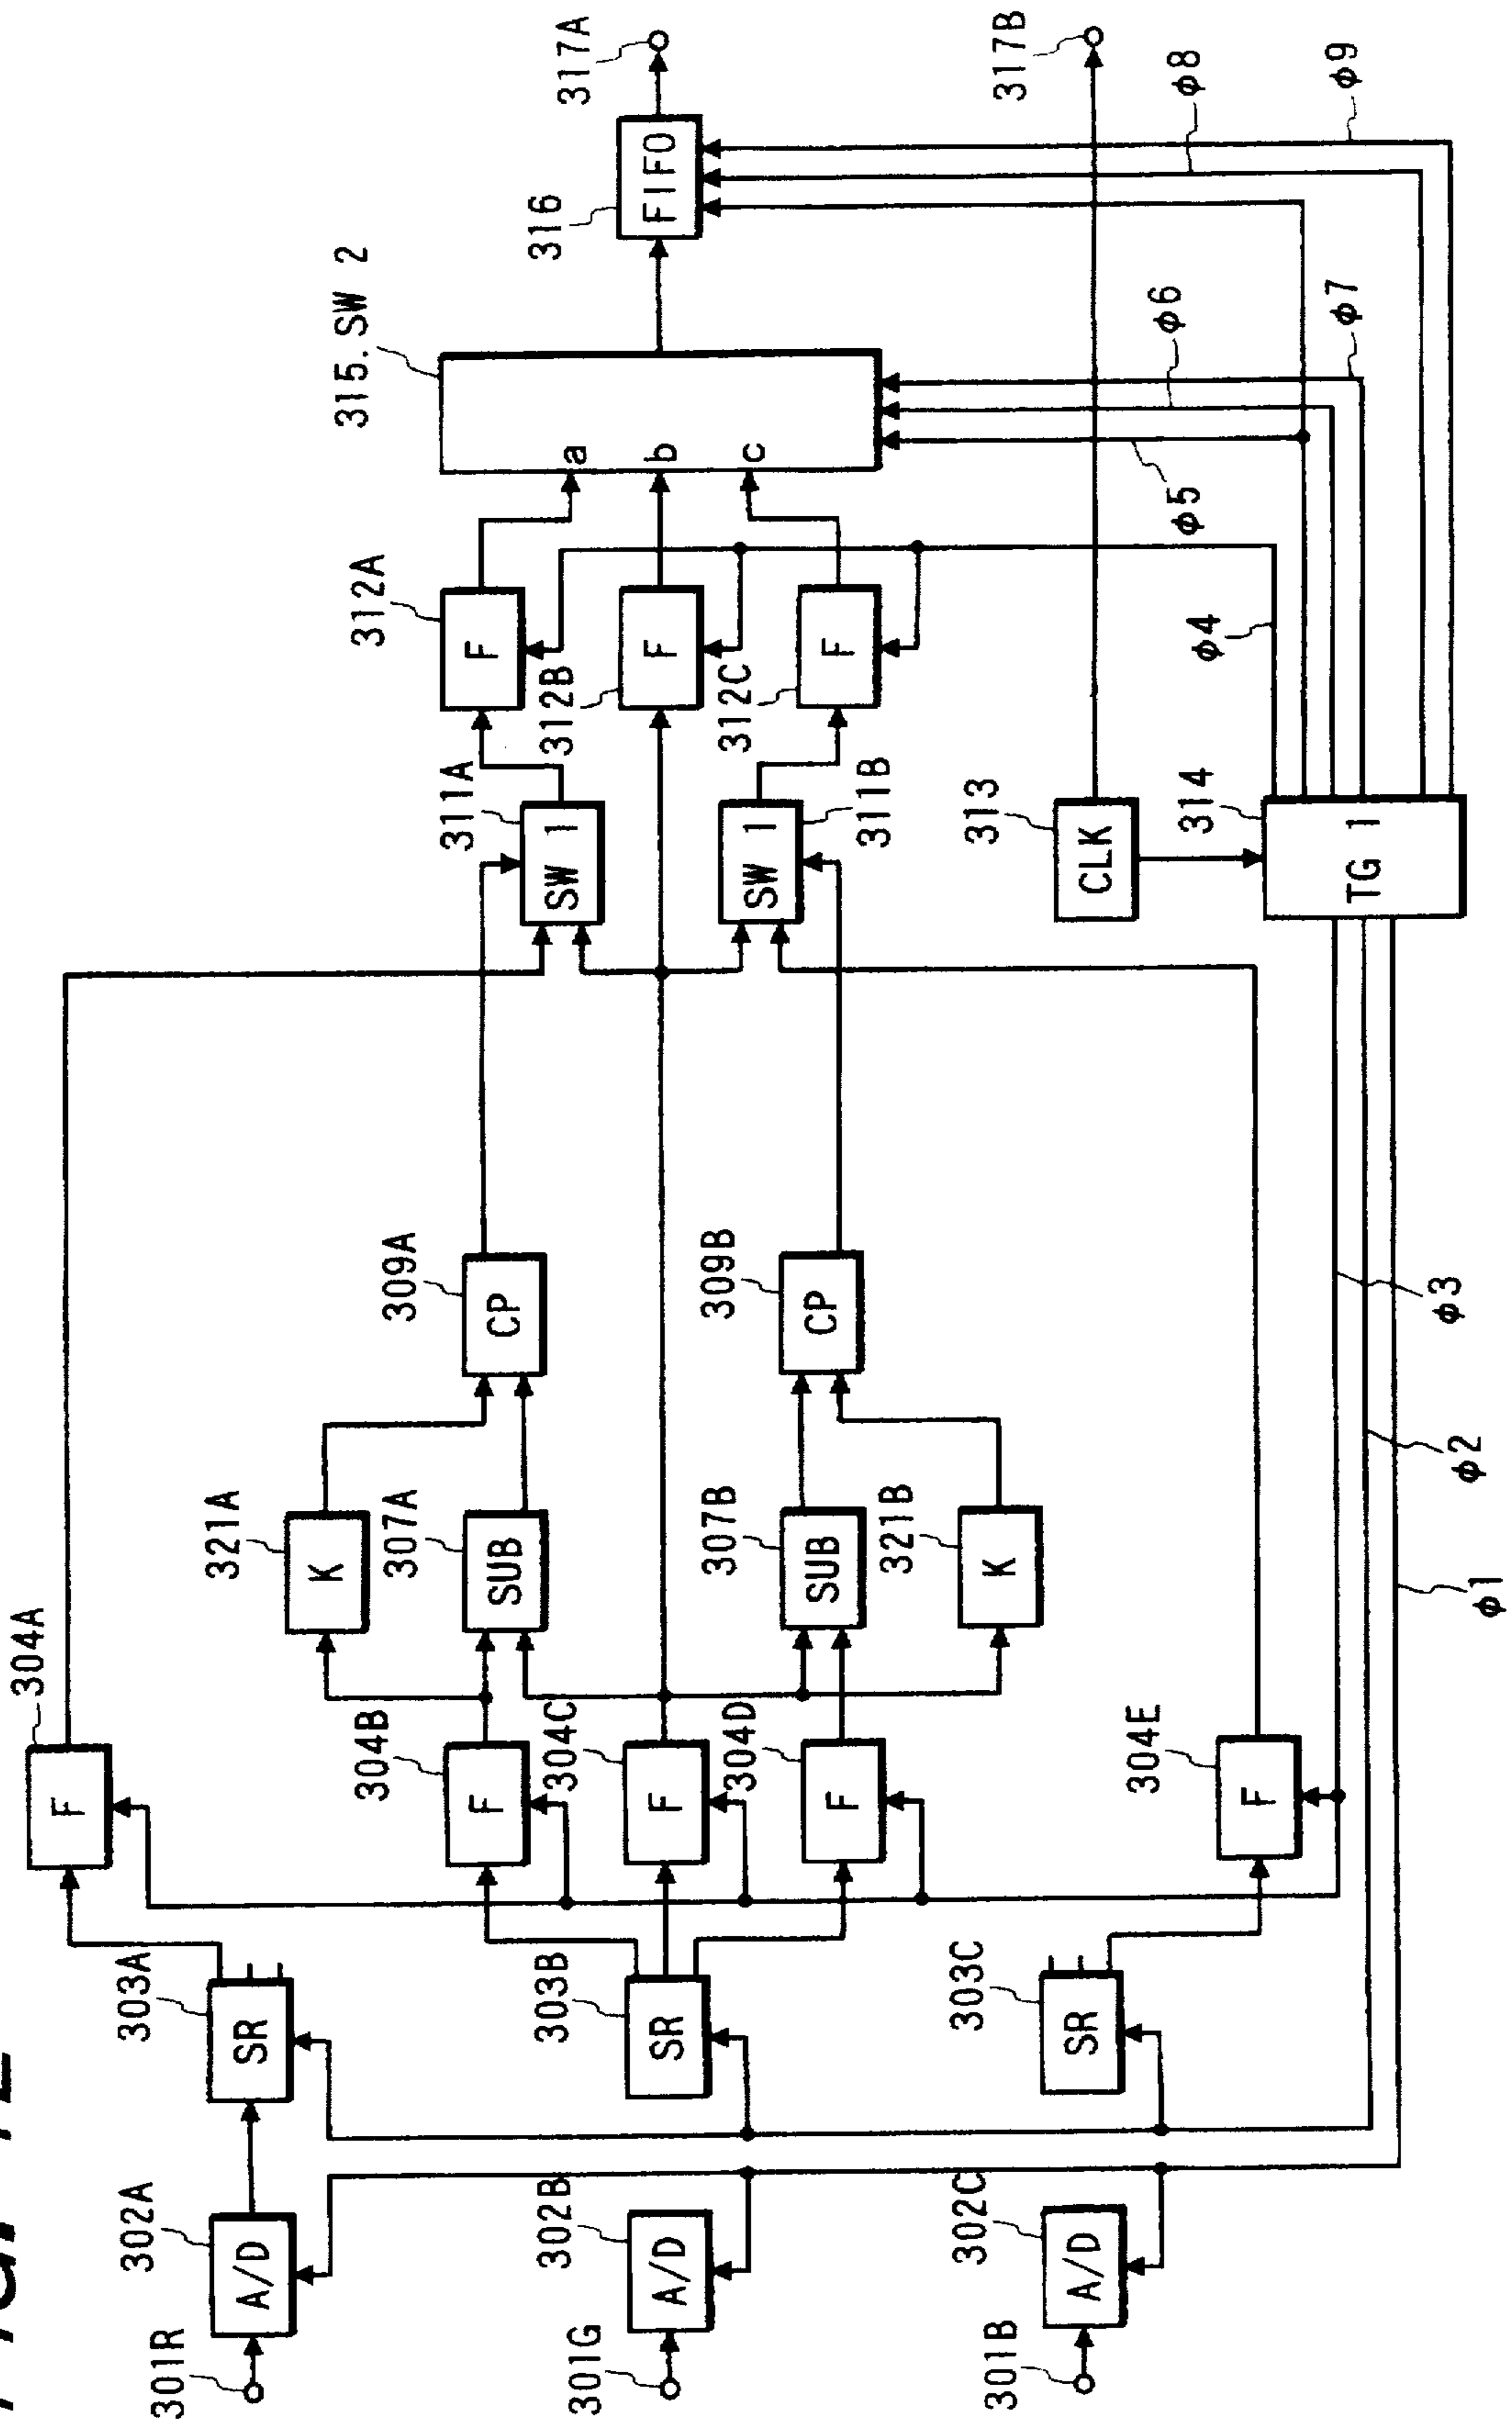 301R
302A
A/D
303A
SR
304A
F
301G
302B
A/D
303B
SR
304B
F
304C
F
304D
F
301B
302C
A/D
303C
SR
304E
F
321A
K
307A
SUB
307B
SUB
321B
K
309A
CP
309B
CP
311A
SW 1
311B
SW 1
312A
F
312B
F
312C
F
315. SW 2
a
b
c
316
FIFO
317A
317B
313
CLK
314
TG 1
φ1
φ2
φ3
φ4
φ5
φ6
φ7
φ8
φ9